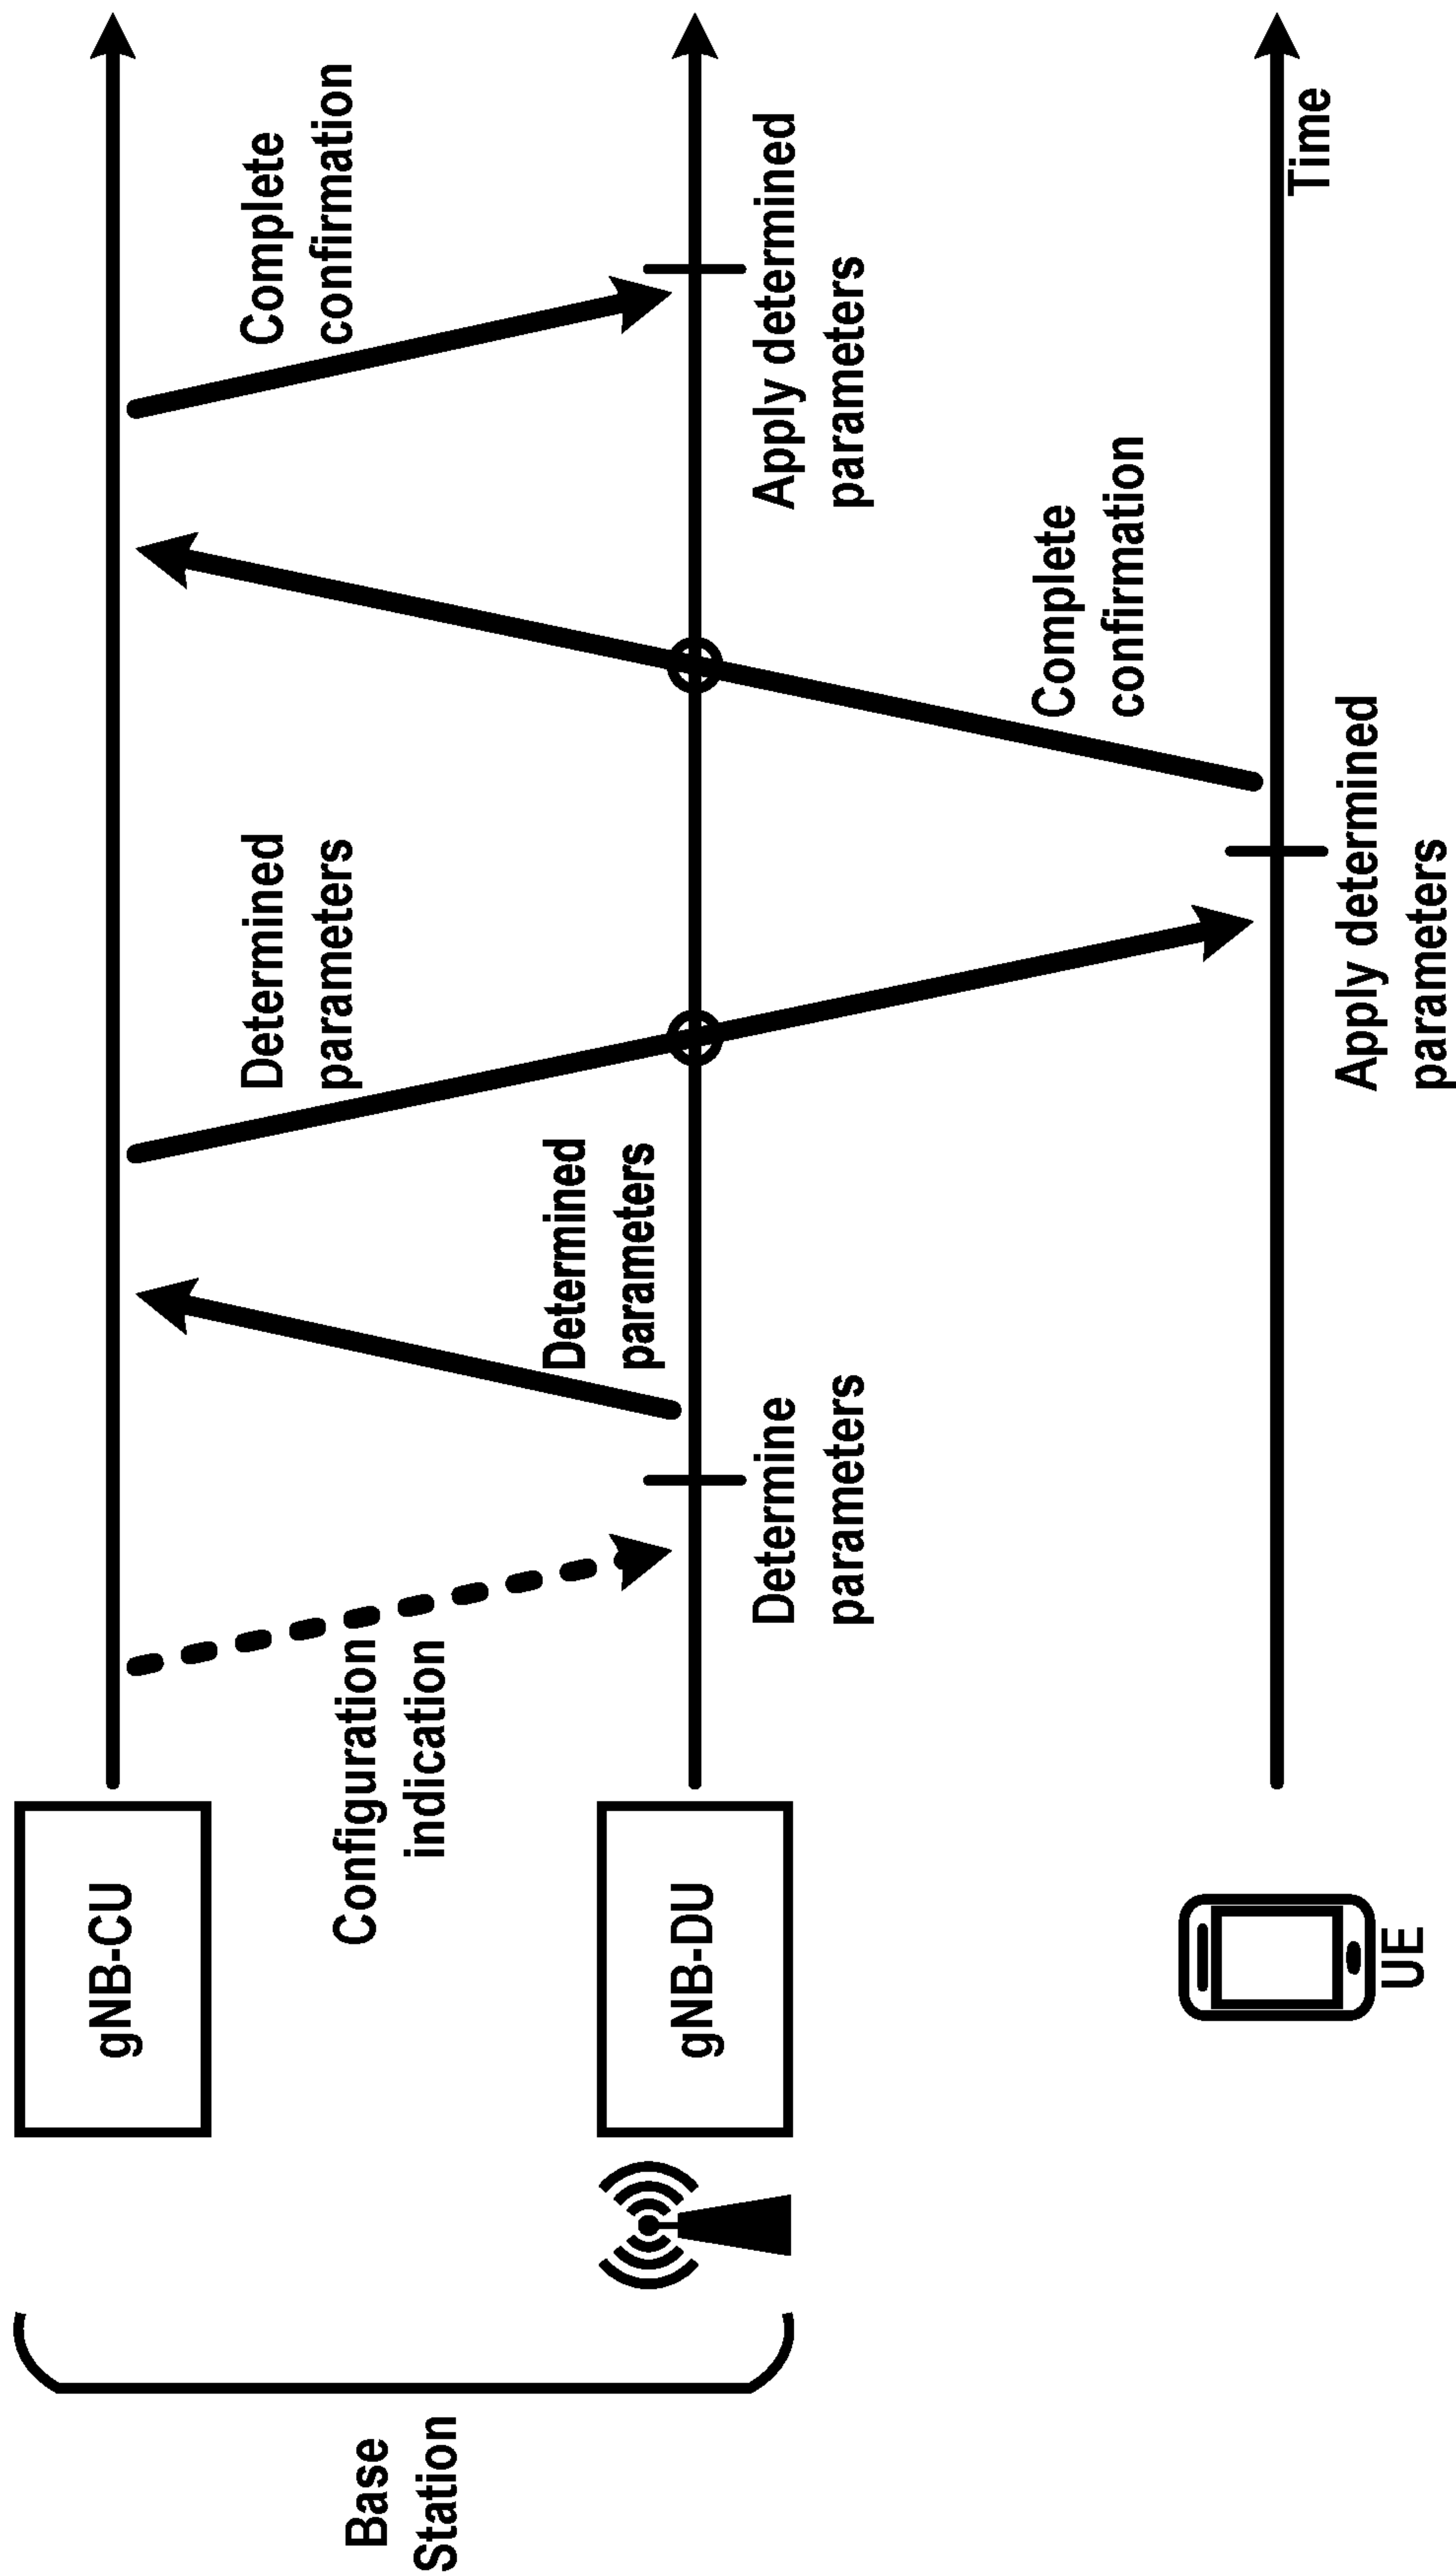 Base
Station
gNB-CU
gNB-DU
UE
Configuration
indication
Determine
parameters
Determined
parameters
Determined
parameters
Apply determined
parameters
Complete
confirmation
Complete
confirmation
Apply determined
parameters
Time